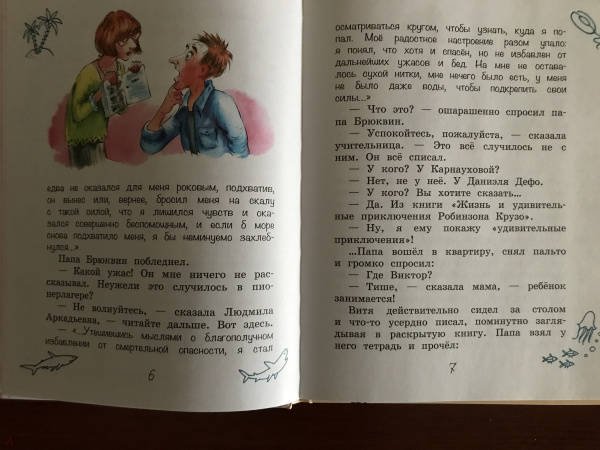 едва не оказался для меня роковым, подхватив,
он вынес или, вернее, бросил меня на скалу
с такой силой, что я лишился чувств и ока-
зался совершенно беспомощным, и если б море
снова подхватило меня, я бы неминуемо захлеб-
нулся...»
Папа Брюквин побледнел.
— Какой ужас! Он мне ничего не рас-
сказывал. Неужели это случилось в пио-
нерлагере?
— Не волнуйтесь, — сказала Людмила
Аркадьевна, — читайте дальше. Вот здесь.
— «...Утешившись мыслями о благополучном
избавлении от смертельной опасности, я стал
6
осматриваться кругом, чтобы узнать, куда я по-
пал. Моё радостное настроение разом упало:
я понял, что хотя и спасён, но не избавлен от
дальнейших ужасов и бед. На мне не остава-
лось сухой нитки, мне нечего было есть, у меня
не было даже воды, чтобы подкрепить свои
силы...»
— Что это? — ошарашенно спросил па-
па Брюквин.
— Успокойтесь, пожалуйста, — сказала
учительница. — Это всё случилось не с
ним. Он всё списал.
— У кого? У Карнауховой?
— Нет, не у неё. У Даниэля Дефо.
— У кого? Вы хотите сказать...
— Да. Из книги «Жизнь и удивитель-
ные приключения Робинзона Крузо».
— Ну, я ему покажу «удивительные
приключения»!
...Папа вошёл в квартиру, снял пальто
и громко спросил:
— Где Виктор?
— Тише, — сказала мама, — ребёнок
занимается!
Витя действительно сидел за столом
и что-то усердно писал, поминутно загля-
дывая в раскрытую книгу. Папа взял у
него тетрадь и прочёл:
7